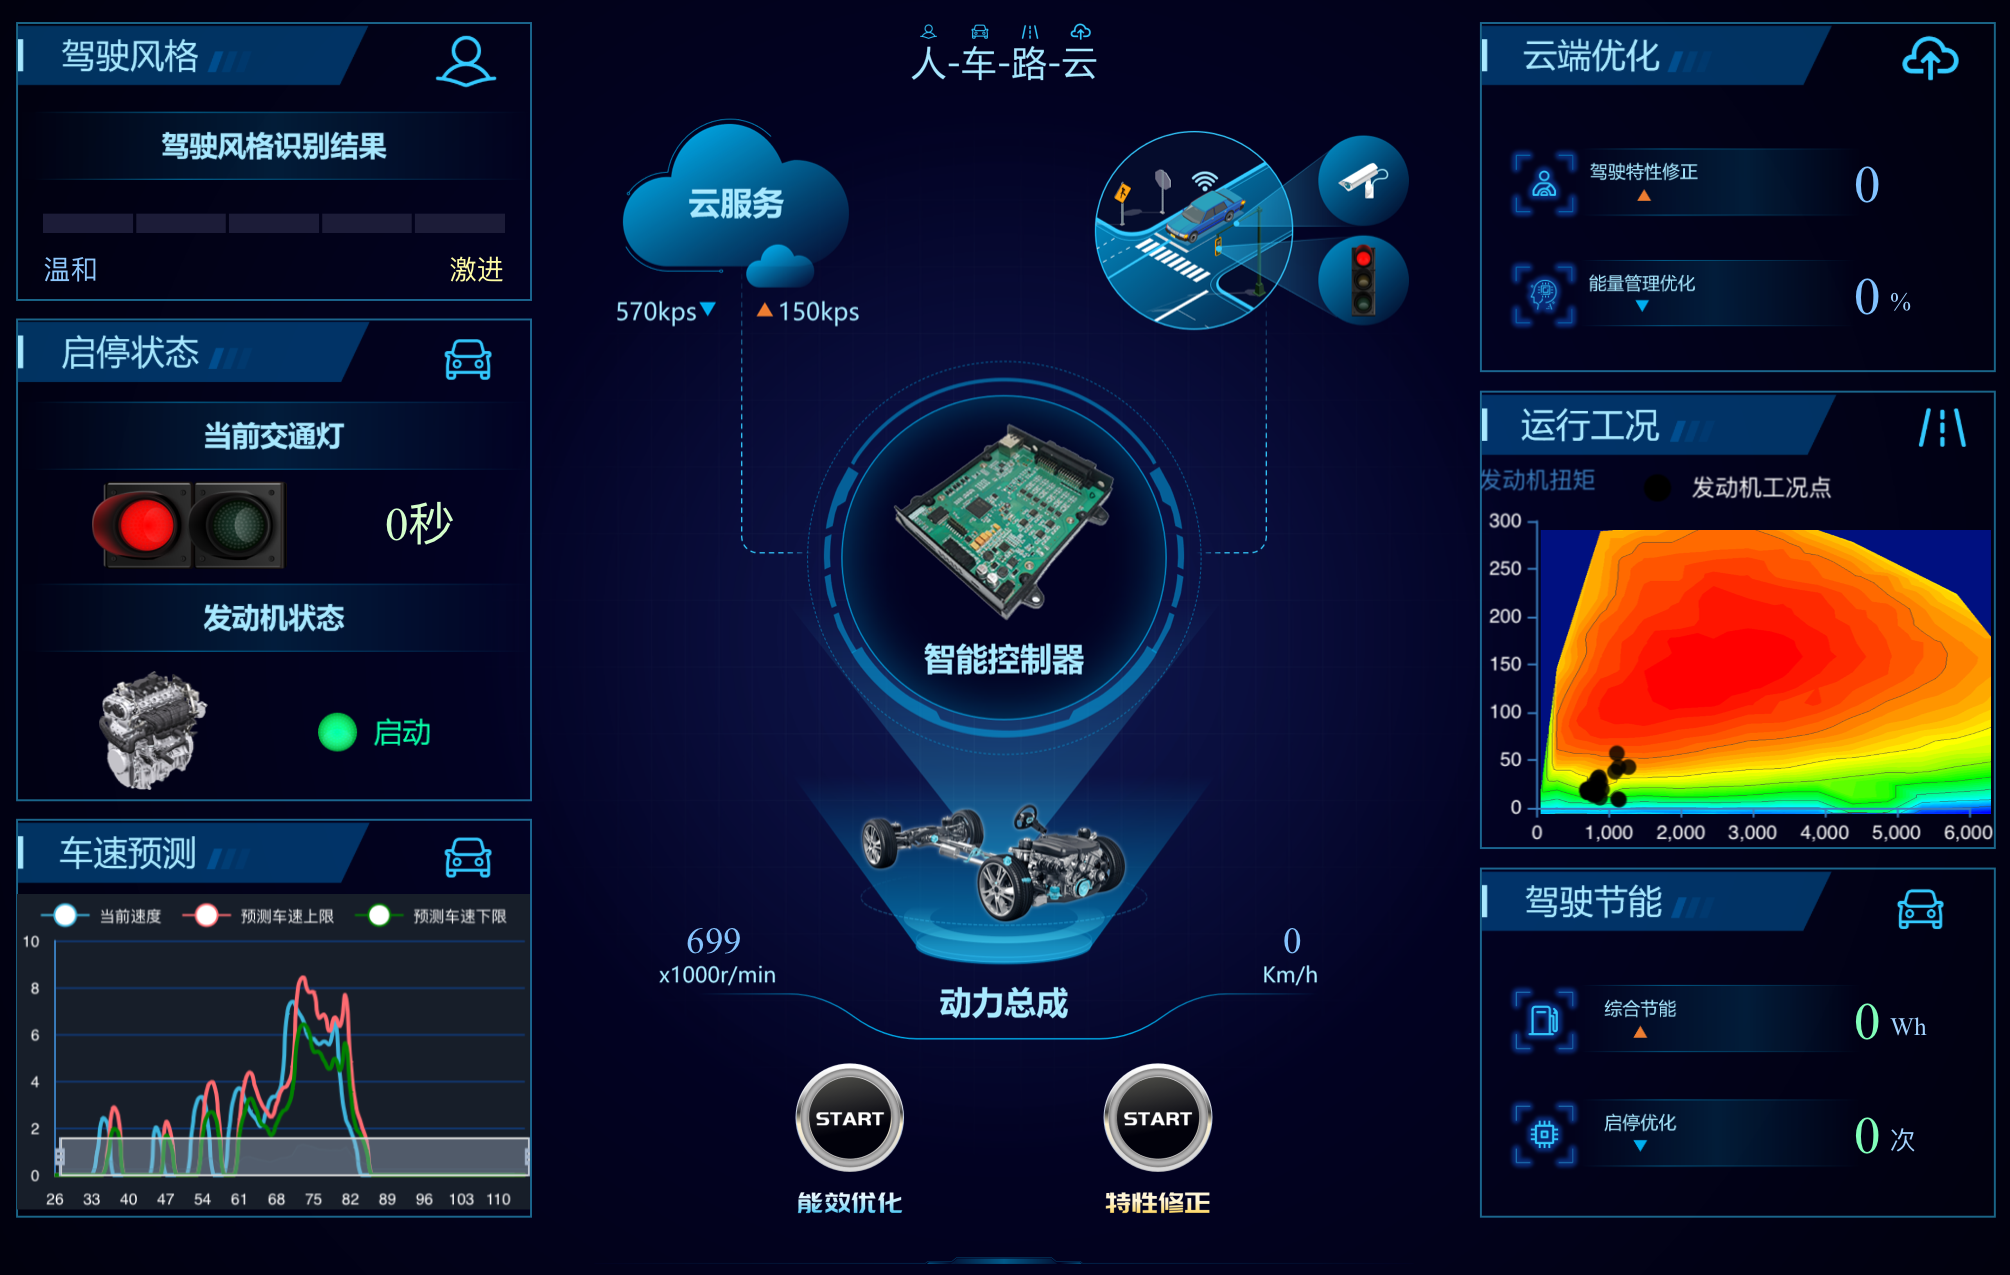 人-车-路-云
驾驶风格
驾驶风格识别结果
温和
激进
启停状态
当前交通灯
0秒
发动机状态
启动
车速预测
当前速度
预测车速上限
预测车速下限
10
8
6
4
2
0
26 33 40 47 54 61 68 75 82 89 96 103 110
云服务
570kps
150kps
智能控制器
699
x1000r/min
0
Km/h
动力总成
START
START
能效优化
特性修正
云端优化
驾驶特性修正
0
能量管理优化
0 %
运行工况
发动机扭矩
发动机工况点
300
250
200
150
100
50
0
0 1,000 2,000 3,000 4,000 5,000 6,000
驾驶节能
综合节能
0 Wh
启停优化
0 次